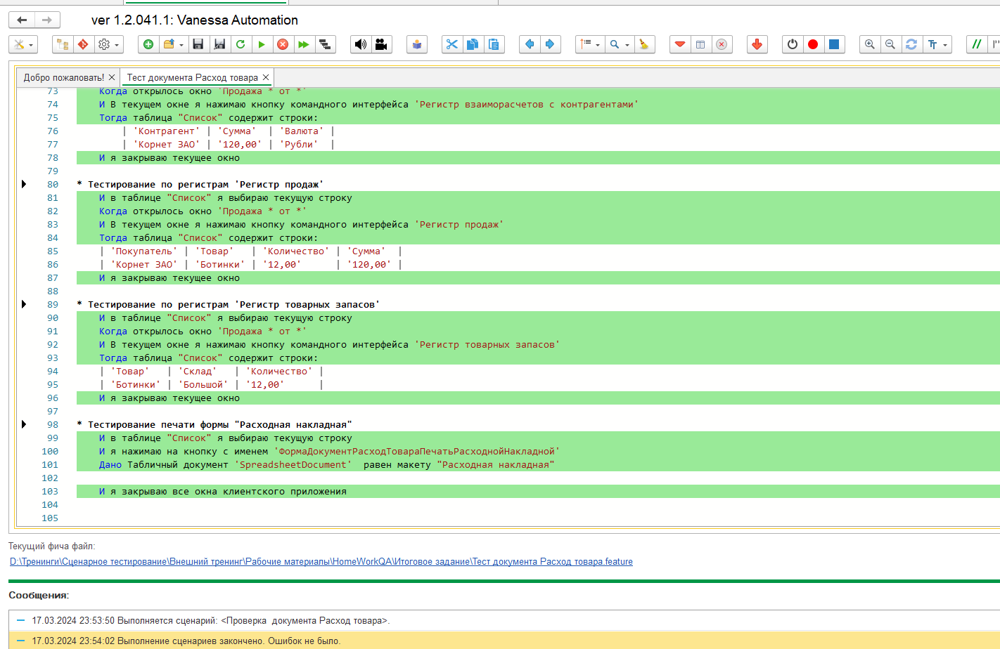 ver 1.2.041.1: Vanessa Automation
Добро пожаловать! Тест документа Расход товара
73 Когда открылось окно 'Продажа * от *'
74 И В текущем окне я нажимаю кнопку командного интерфейса 'Регистр взаиморасчетов с контрагентами'
75 Тогда таблица "Список" содержит строки:
76 | 'Контрагент' | 'Сумма' | 'Валюта' |
77 | 'Корнет ЗАО' | '120,00' | 'Рубли' |
78 И я закрываю текущее окно
79
80 * Тестирование по регистрам 'Регистр продаж'
81 И в таблице "Список" я выбираю текущую строку
82 Когда открылось окно 'Продажа * от *'
83 И В текущем окне я нажимаю кнопку командного интерфейса 'Регистр продаж'
84 Тогда таблица "Список" содержит строки:
85 | 'Покупатель' | 'Товар' | 'Количество' | 'Сумма' |
86 | 'Корнет ЗАО' | 'Ботинки' | '12,00' | '120,00' |
87 И я закрываю текущее окно
88
89 * Тестирование по регистрам 'Регистр товарных запасов'
90 И в таблице "Список" я выбираю текущую строку
91 Когда открылось окно 'Продажа * от *'
92 И В текущем окне я нажимаю кнопку командного интерфейса 'Регистр товарных запасов'
93 Тогда таблица "Список" содержит строки:
94 | 'Товар' | 'Склад' | 'Количество' |
95 | 'Ботинки' | 'Большой' | '12,00' |
96 И я закрываю текущее окно
97
98 * Тестирование печати формы "Расходная накладная"
99 И в таблице "Список" я выбираю текущую строку
100 И я нажимаю на кнопку с именем 'ФормаДокументРасходТовараПечатьРасходнойНакладной'
101 Дано Табличный документ 'SpreadsheetDocument' равен макету "Расходная накладная"
102
103 И я закрываю все окна клиентского приложения
104
105
Текущий фича файл:
D:\Тренинги\Сценарное тестирование\Внешний тренинг\Рабочие материалы\HomeWorkQA\Итоговое задание\Тест документа Расход товара.feature
Сообщения:
17.03.2024 23:53:50 Выполняется сценарий: <Проверка  документа Расход товара>.
17.03.2024 23:54:02 Выполнение сценариев закончено. Ошибок не было.